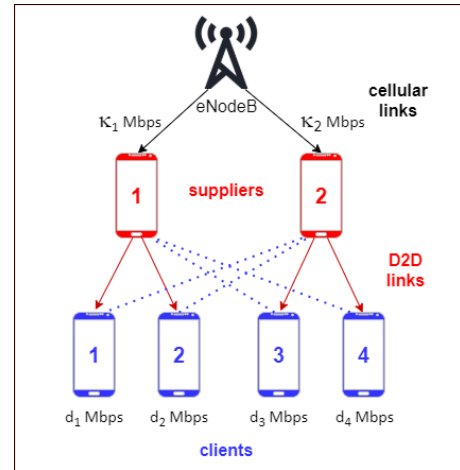 eNodeB
cellular
links
κ₁ Mbps
κ₂ Mbps
1
suppliers
2
D2D
links
1
2
3
4
d₁ Mbps
d₂ Mbps
d₃ Mbps
d₄ Mbps
clients